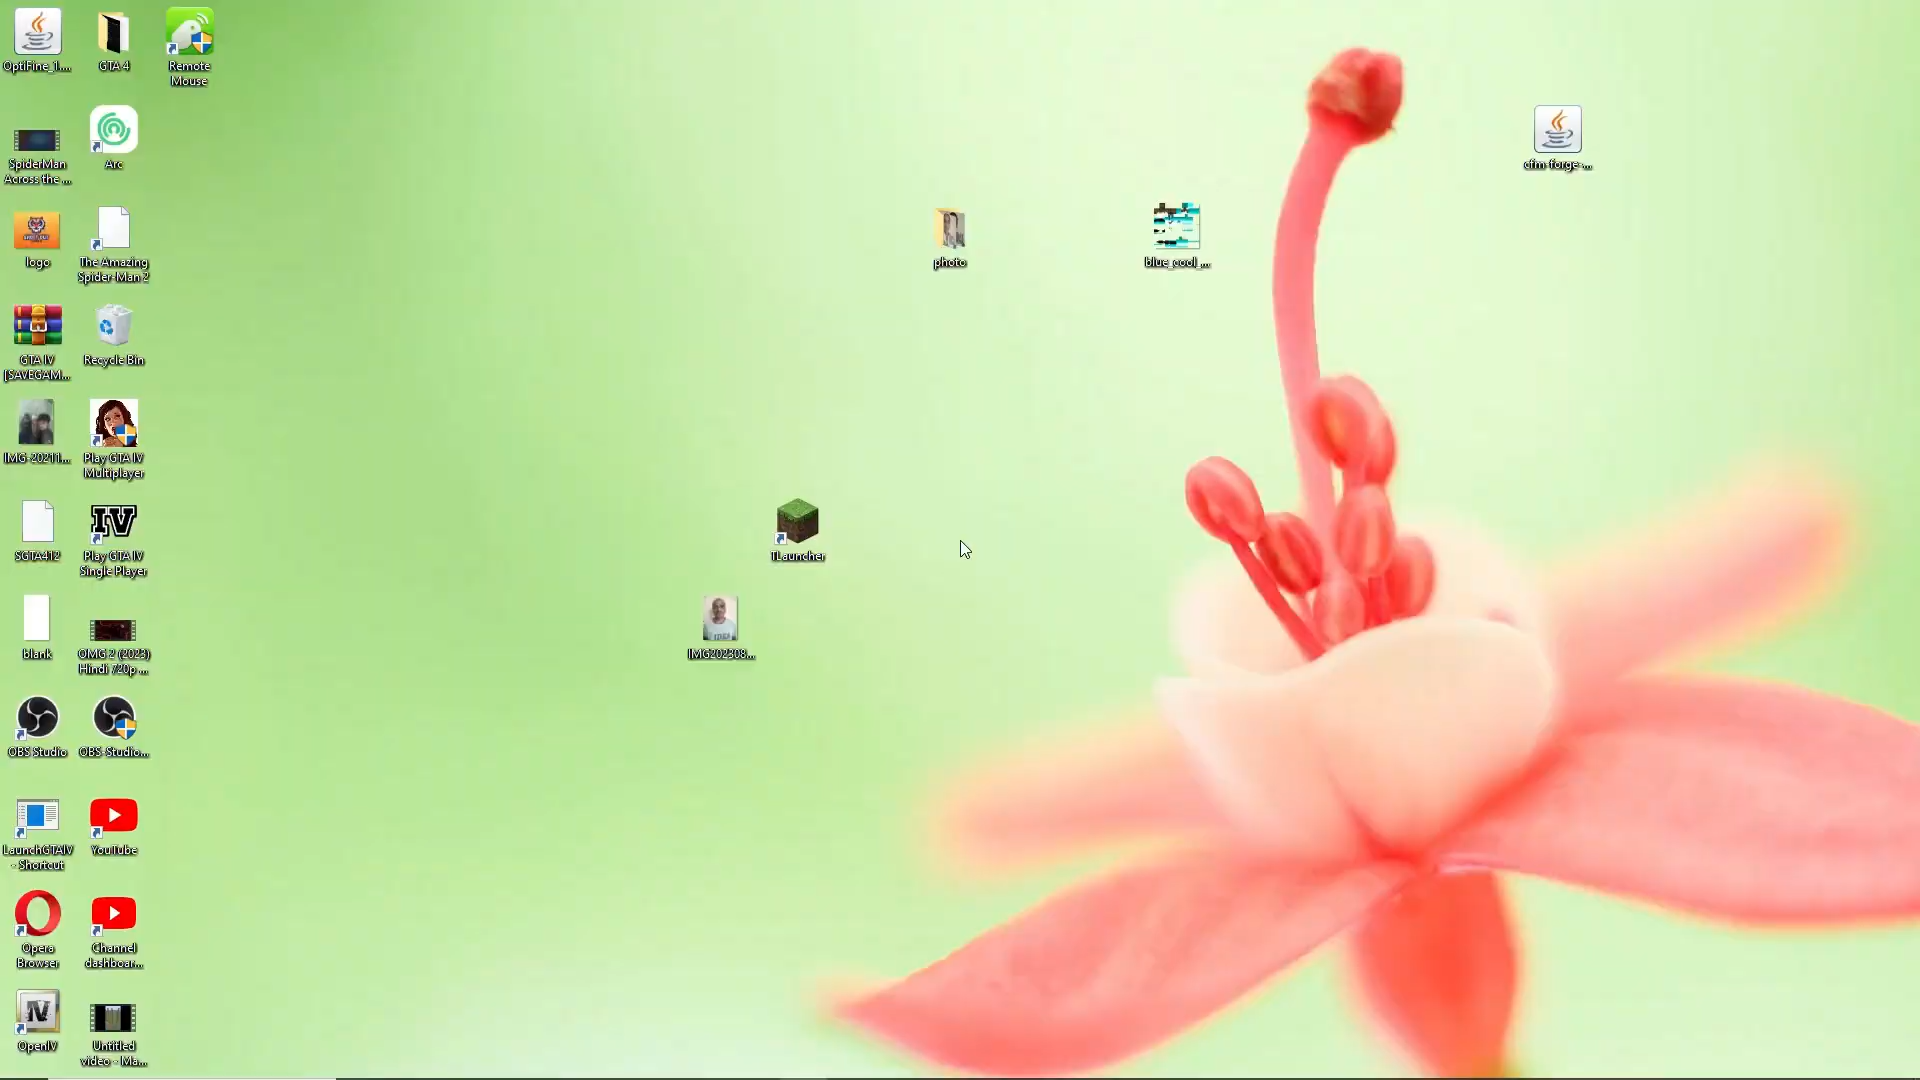 OptiFine_1....
GTA 4
Remote
Mouse
SpiderMan
Across the ...
Arc
cfm-forge-...
logo
The Amazing
Spider-Man 2
photo
blue_cool_...
GTA IV
[SAVEGAM...
Recycle Bin
IMG-20211...
Play GTA IV
Multiplayer
SGTA412
IV
Play GTA IV
Single Player
TLauncher
blank
OMG 2 (2023)
Hindi 720p ...
IMG202308...
OBS Studio
OBS-Studio...
LaunchGTAIV
- Shortcut
YouTube
Opera
Browser
Channel
dashboar...
IV
OpenIV
Untitled
video - Ma...